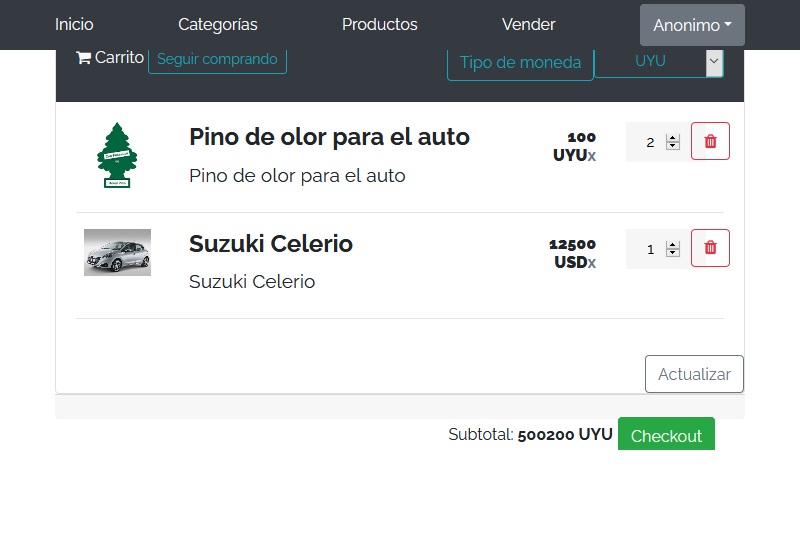 Inicio Categorías Productos Vender Anonimo
Carrito Seguir comprando Tipo de moneda UYU
Pino de olor para el auto
Pino de olor para el auto
100
UYUx
2
Suzuki Celerio
Suzuki Celerio
12500
USDx
1
Actualizar
Subtotal: 500200 UYU Checkout